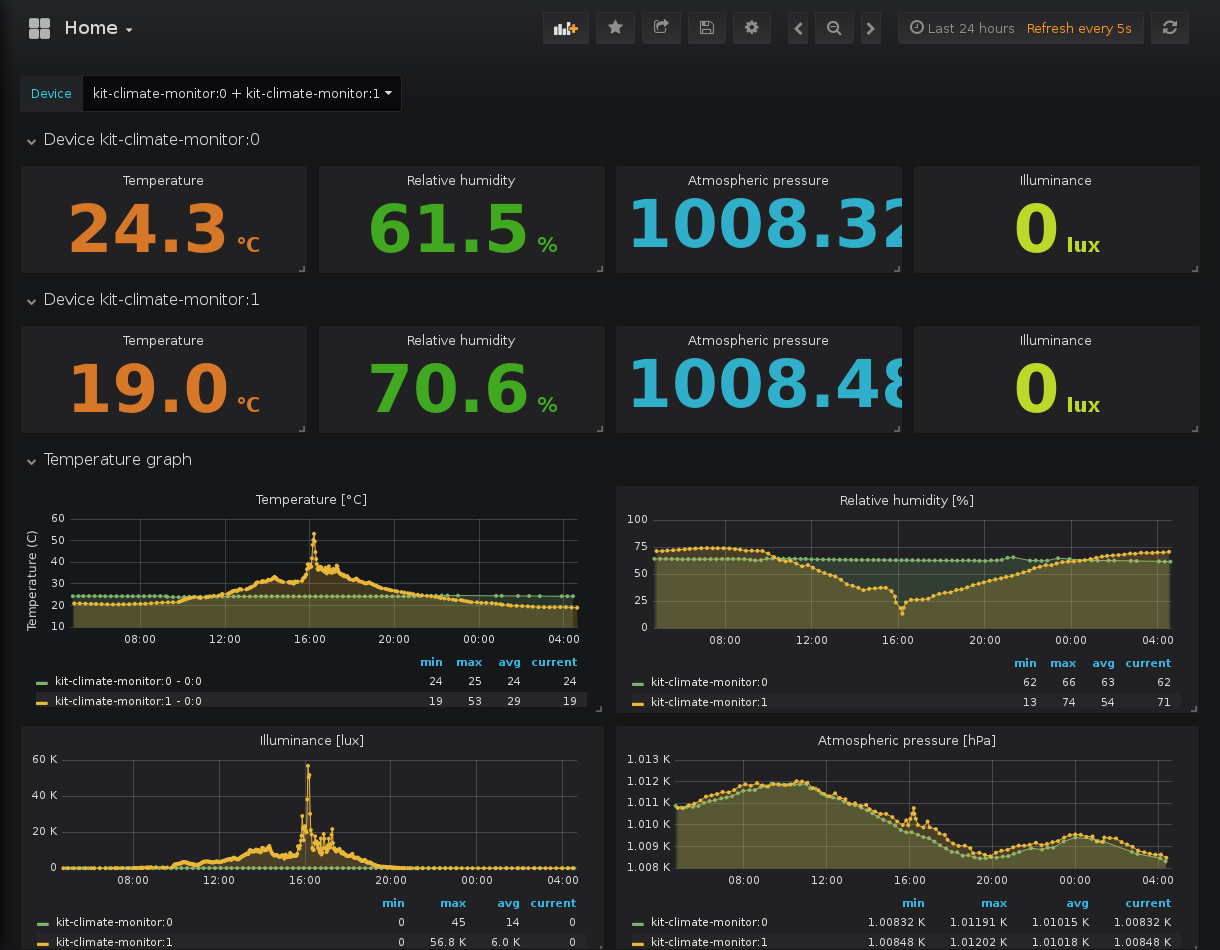 Home
Last 24 hours Refresh every 5s
Device kit-climate-monitor:0 + kit-climate-monitor:1
Device kit-climate-monitor:0
Temperature Relative humidity Atmospheric pressure Illuminance
24.3 °C 61.5 % 1008.32 0 lux
Device kit-climate-monitor:1
Temperature Relative humidity Atmospheric pressure Illuminance
19.0 °C 70.6 % 1008.48 0 lux
Temperature graph
Temperature [°C]
Temperature (C)
60
50
40
30
20
10
08:00 12:00 16:00 20:00 00:00 04:00
min max avg current
kit-climate-monitor:0 - 0:0 24 25 24 24
kit-climate-monitor:1 - 0:0 19 53 29 19
Relative humidity [%]
100
75
50
25
0
08:00 12:00 16:00 20:00 00:00 04:00
min max avg current
kit-climate-monitor:0 62 66 63 62
kit-climate-monitor:1 13 74 54 71
Illuminance [lux]
60 K
40 K
20 K
0
08:00 12:00 16:00 20:00 00:00 04:00
min max avg current
kit-climate-monitor:0 0 45 14 0
kit-climate-monitor:1 0 56.8 K 6.0 K 0
Atmospheric pressure [hPa]
1.013 K
1.012 K
1.011 K
1.010 K
1.009 K
1.008 K
08:00 12:00 16:00 20:00 00:00 04:00
min max avg current
kit-climate-monitor:0 1.00832 K 1.01191 K 1.01015 K 1.00832 K
kit-climate-monitor:1 1.00848 K 1.01202 K 1.01018 K 1.00848 K